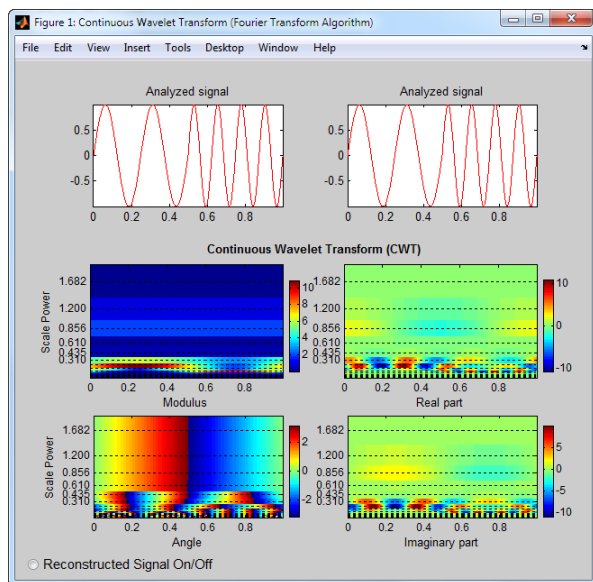 Figure 1: Continuous Wavelet Transform (Fourier Transform Algorithm)
File Edit View Insert Tools Desktop Window Help
Analyzed signal Analyzed signal
0.5 0.5
0 0
-0.5 -0.5
0 0.2 0.4 0.6 0.8 0 0.2 0.4 0.6 0.8
Continuous Wavelet Transform (CWT)
Scale Power
1.682 10 1.682 10
1.200 8 1.200
0.856 6 0.856 0
0.610 4 0.610
0.435 2 0.435
0.310 0.310 -10
0 0.2 0.4 0.6 0.8 0 0.2 0.4 0.6 0.8
Modulus Real part
Scale Power
1.682 2 1.682 5
1.200 1.200
0.856 0 0.856 0
0.610 0.610 -5
0.435 -2 0.435
0.310 0.310 -10
0 0.2 0.4 0.6 0.8 0 0.2 0.4 0.6 0.8
Angle Imaginary part
Reconstructed Signal On/Off